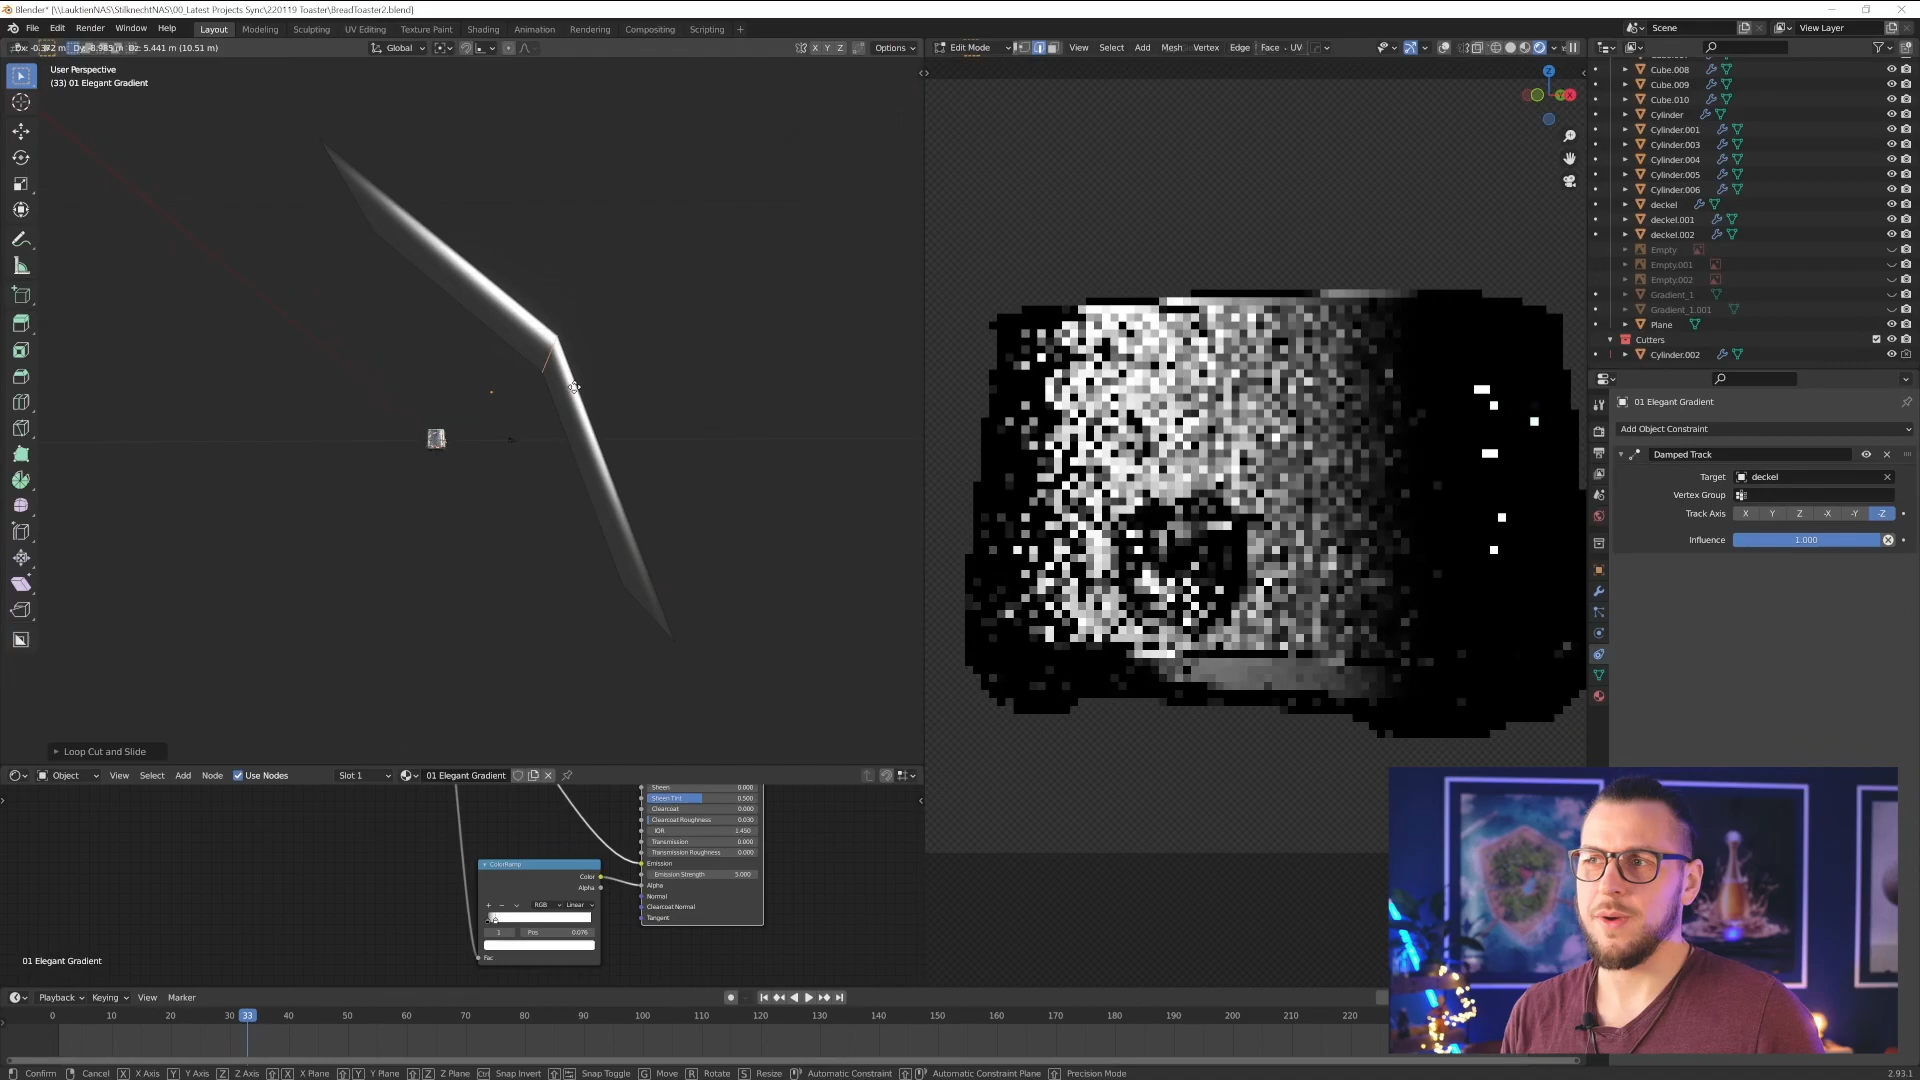 Blender* [\\LauktienNAS\StilknechtNAS\00_Latest Projects Sync\220119 Toaster\BreadToaster2.blend]
File Edit Render Window Help
Layout Modeling Sculpting UV Editing Texture Paint Shading Animation Rendering Compositing Scripting +
Scene
View Layer
Dz: 5.441 m (10.51 m)
Global
X Y Z
Options
Edit Mode View Select Add Mesh Vertex Edge Face UV
User Perspective
(33) 01 Elegant Gradient
Z
Cube.008
Cube.009
Cube.010
Cylinder
Cylinder.001
Cylinder.003
Cylinder.004
Cylinder.005
Cylinder.006
deckel
deckel.001
deckel.002
Empty
Empty.001
Empty.002
Gradient_1
Gradient_1.001
Plane
Cutters
Cylinder.002
01 Elegant Gradient
Add Object Constraint
Damped Track
Target deckel
Vertex Group
Track Axis X Y Z -X -Y -Z
Influence 1.000
Loop Cut and Slide
Object View Select Add Node Use Nodes Slot 1 01 Elegant Gradient
Sheen 0.000
Sheen Tint 0.500
Clearcoat 0.000
Clearcoat Roughness 0.030
IOR 1.450
Transmission 0.000
Transmission Roughness 0.000
Emission
Emission Strength 5.000
Alpha
Normal
Clearcoat Normal
Tangent
ColorRamp
Color
Alpha
RGB Linear
1 Pos 0.076
Fac
01 Elegant Gradient
Playback Keying View Marker
0 10 20 30 33 40 50 60 70 80 90 100 110 120 130 140 150 160 170 180 190 200 210 220
Confirm Cancel X X Axis Y Y Axis Z Z Axis X X Plane Y Y Plane Z Z Plane Ctrl Snap Invert Snap Toggle G Move R Rotate S Resize Automatic Constraint Automatic Constraint Plane Precision Mode
2.93.1